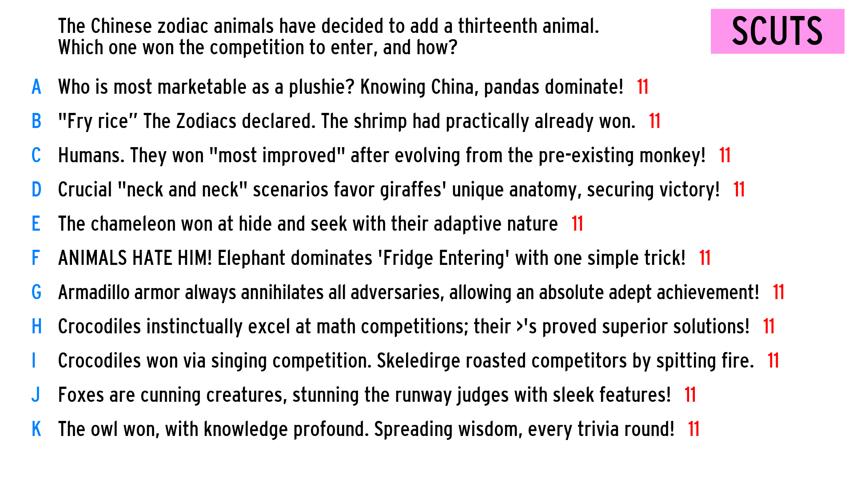 The Chinese zodiac animals have decided to add a thirteenth animal.
Which one won the competition to enter, and how?
SCUTS
A Who is most marketable as a plushie? Knowing China, pandas dominate! 11
B "Fry rice” The Zodiacs declared. The shrimp had practically already won. 11
C Humans. They won "most improved" after evolving from the pre-existing monkey! 11
D Crucial "neck and neck" scenarios favor giraffes' unique anatomy, securing victory! 11
E The chameleon won at hide and seek with their adaptive nature 11
F ANIMALS HATE HIM! Elephant dominates 'Fridge Entering' with one simple trick! 11
G Armadillo armor always annihilates all adversaries, allowing an absolute adept achievement! 11
H Crocodiles instinctually excel at math competitions; their >'s proved superior solutions! 11
I Crocodiles won via singing competition. Skeledirge roasted competitors by spitting fire. 11
J Foxes are cunning creatures, stunning the runway judges with sleek features! 11
K The owl won, with knowledge profound. Spreading wisdom, every trivia round! 11